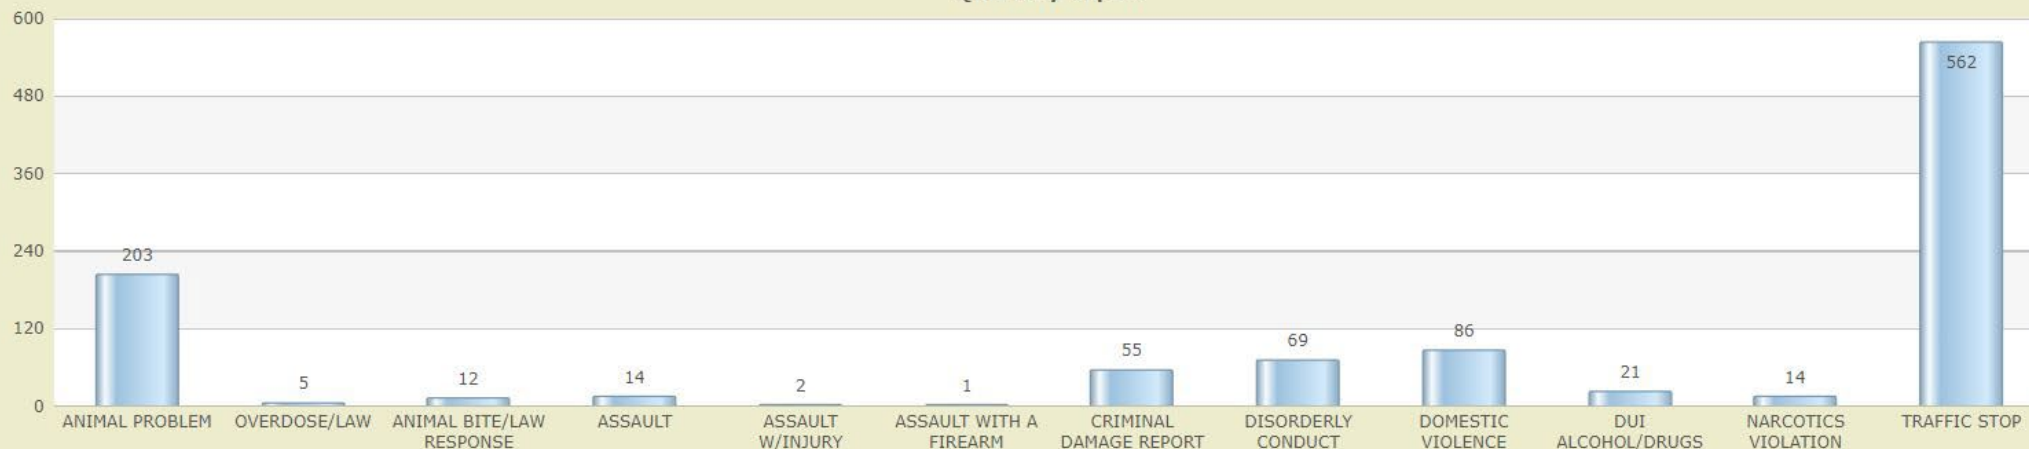 600
480
360
240
120
0
203
5
12
14
2
1
55
69
86
21
14
562
ANIMAL PROBLEM
OVERDOSE/LAW
ANIMAL BITE/LAW
RESPONSE
ASSAULT
ASSAULT
W/INJURY
ASSAULT WITH A
FIREARM
CRIMINAL
DAMAGE REPORT
DISORDERLY
CONDUCT
DOMESTIC
VIOLENCE
DUI
ALCOHOL/DRUGS
NARCOTICS
VIOLATION
TRAFFIC STOP